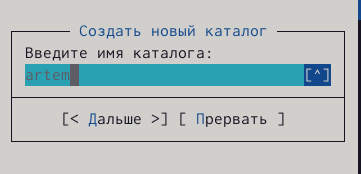 Создать новый каталог
Введите имя каталога:
artem [^]
[< Дальше >] [ Прервать ]